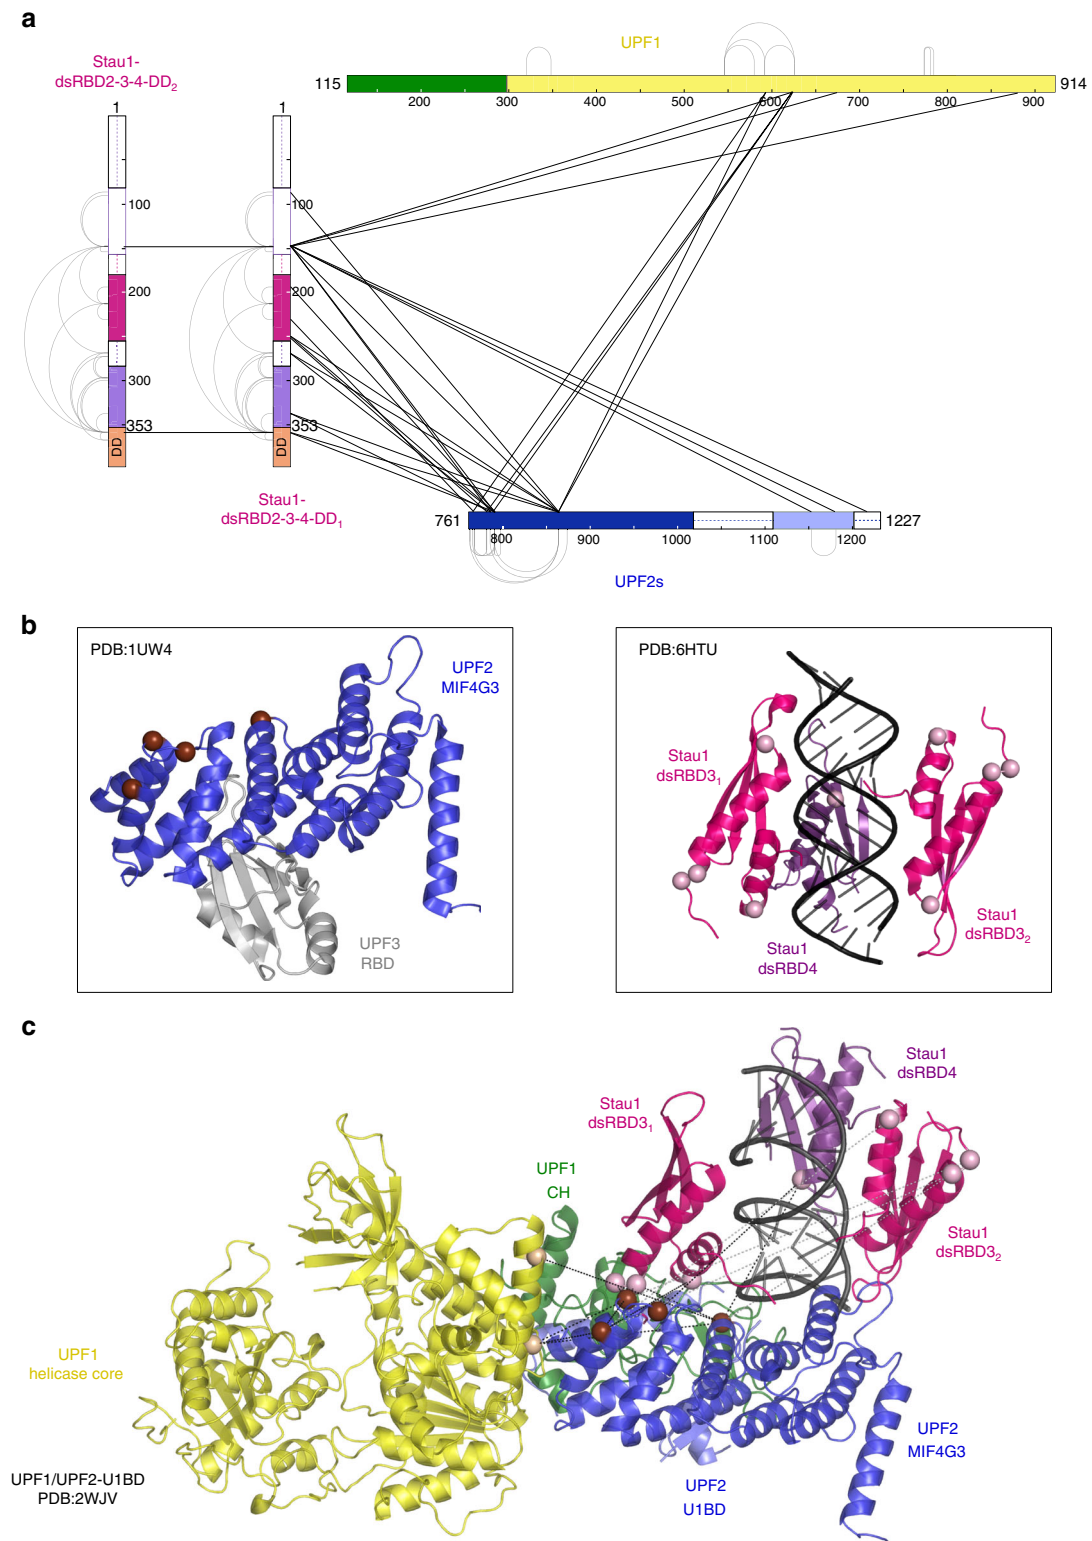 a
Stau1-
dsRBD2-3-4-DD2
UPF1
115
914
200
300
400
500
600
700
800
900
1
1
100
100
200
200
300
300
353
353
DD
DD
Stau1-
dsRBD2-3-4-DD1
761
1227
800
900
1000
1100
1200
UPF2s
b
PDB:1UW4
UPF2
MIF4G3
UPF3
RBD
PDB:6HTU
Stau1
dsRBD31
Stau1
dsRBD32
Stau1
dsRBD4
c
Stau1
dsRBD4
Stau1
dsRBD31
UPF1
CH
Stau1
dsRBD32
UPF1
helicase core
UPF2
MIF4G3
UPF1/UPF2-U1BD
PDB:2WJV
UPF2
U1BD